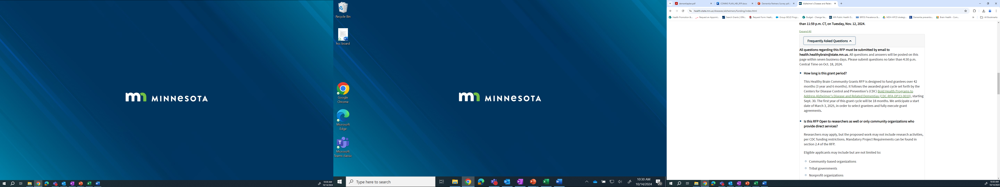 mn MINNESOTA
10:30 AM
10/14/2024
Recycle Bin
hcc board
Google
Chrome
Microsoft
Edge
Microsoft
Teams classic
mn MINNESOTA
Type here to search
10:30 AM
10/14/2024
20
dementiaplan.pdf
COMMS PLAN_HBI_RFP.docx
Dementia Partners Survey pdf.
Alzheimer's Disease and Relat
health.state.mn.us/diseases/alzheimers/funding/index.html
Health Promotion &...
Request an Appoint...
Search Grants | GRA...
Request Form: Healt...
Group: BOLD Progr...
Budget - Change Ite...
MN Public Health D...
BRFSS Prevalence &...
MDH-HPCD strategi...
Dementia preventio...
Brain Health - Com...
All Bookmarks
than 11:59 p.m. CT, on Tuesday, Nov. 12, 2024.
Expand All
Frequently Asked Questions
All questions regarding this RFP must be submitted by email to
health.healthybrain@state.mn.us. All questions and answers will be posted on this
page within seven business days. Please submit questions no later than 4:30 p.m.
Central Time on Oct. 18, 2024.
How long is this grant period?
This Healthy Brain Community Grants RFP is designed to fund grantees over 42
months (3 year and 6 months). It follows the awarded grant cycle set forth by the
Centers for Disease Control and Prevention's (CDC) Bold Health Programs to
Address Alzheimer's Disease and Related Dementias (CDC-RFA-DP23-0010), starting
Sept. 30. The first year of this grant cycle will be 18 months. We anticipate a start
date of March 3, 2025, in order to select grantees and fully execute grant
agreements.
Is this RFP Open to researchers as well or only community organizations who
provide direct services?
Researchers may apply, but the proposed work may not include research activities,
per CDC funding restrictions. Mandatory Project Requirements can be found in
section 2.4 of the RFP.
Eligible applicants may include but are not limited to:
Community-based organizations
Tribal governments
Nonprofit organizations
10:30 AM
10/14/2024